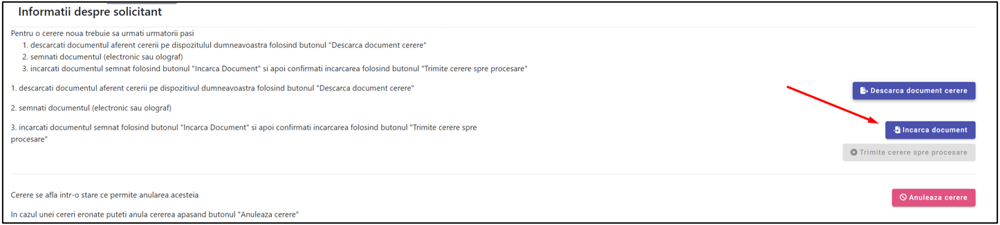 Informatii despre solicitant
Pentru o cerere noua trebuie sa urmati urmatorii pasi
1. descarcati documentul aferent cererii pe dispozitulul dumneavoastra folosind butonul "Descarca document cerere"
2. semnati documentul (electronic sau olograf)
3. incarcati documentul semnat folosind butonul "Incarca Document" si apoi confirmati incarcarea folosind butonul "Trimite cerere spre procesare"
1. descarcati documentul aferent cererii pe dispozitivul dumneavoastra folosind butonul "Descarca document cerere"
Descarca document cerere
2. semnati documentul (electronic sau olograf)
3. incarcati documentul semnat folosind butonul "Incarca Document" si apoi confirmati incarcarea folosind butonul "Trimite cerere spre
procesare"
Incarca document
Trimite cerere spre procesare
Cerere se afla intr-o stare ce permite anularea acesteia
Anuleaza cerere
In cazul unei cereri eronate puteti anula cererea apasand butonul "Anuleaza cerere"